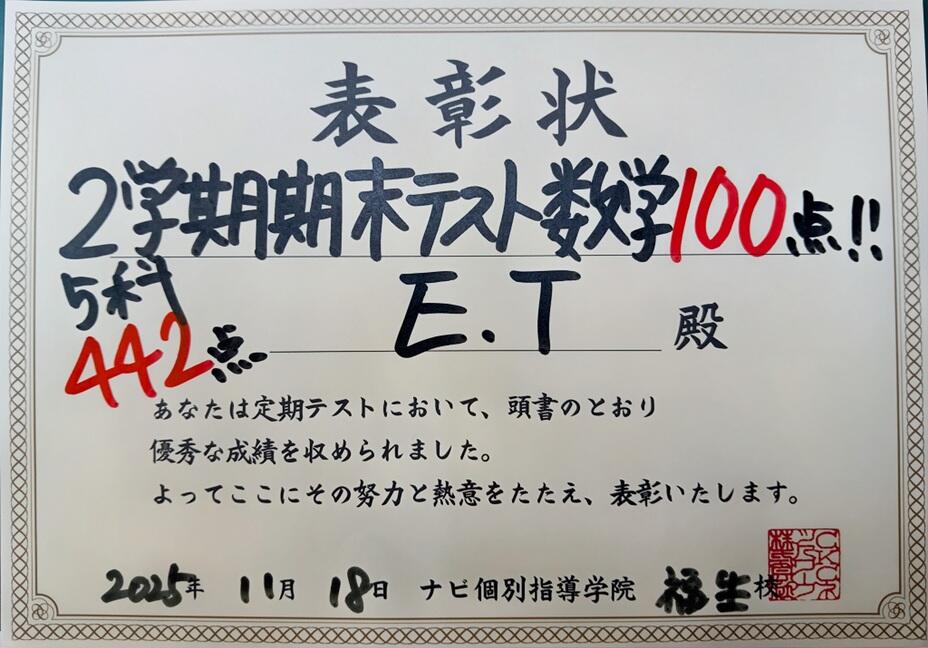 表彰状
2学期期末テスト数学100点!!
5科
442点
E.T 殿
あなたは定期テストにおいて、頭書のとおり
優秀な成績を収められました。
よってここにその努力と熱意をたたえ、表彰いたします。
2025年 11月 18日 ナビ個別指導学院 福生校